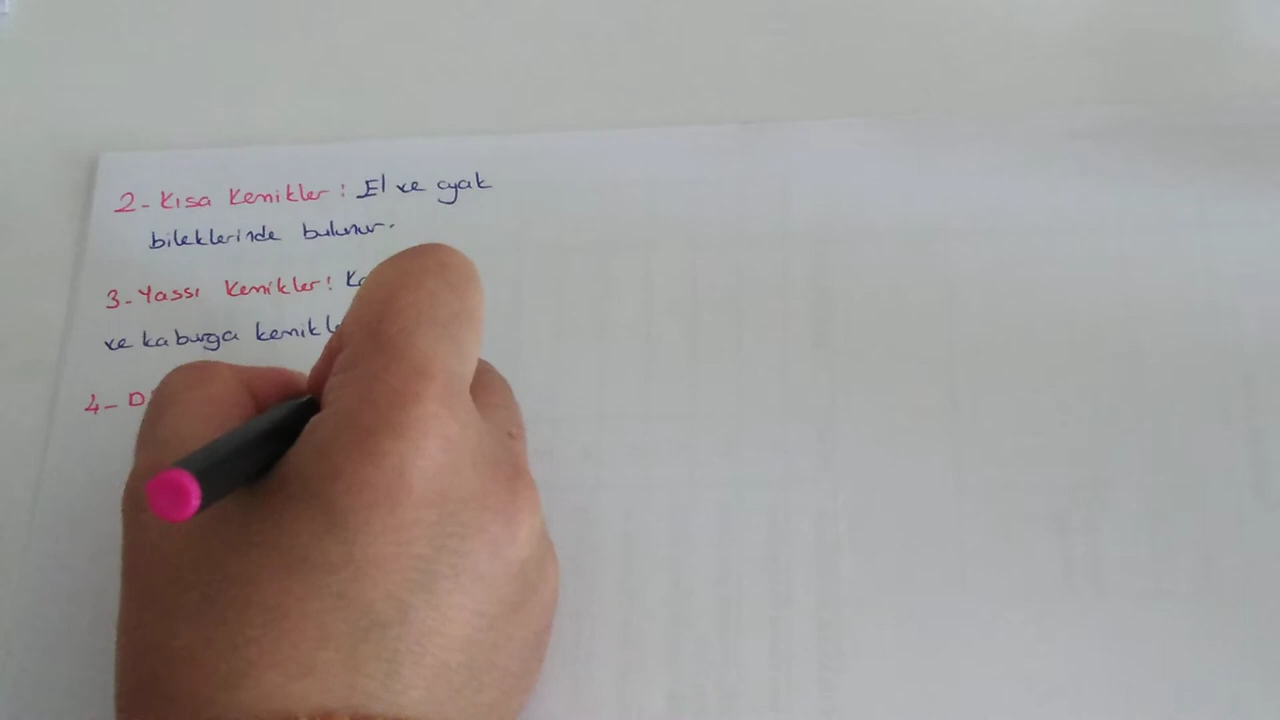 2- Kısa Kemikler : El ve ayak
bileklerinde bulunur.
3- Yassı Kemikler :
ve kaburga
4-